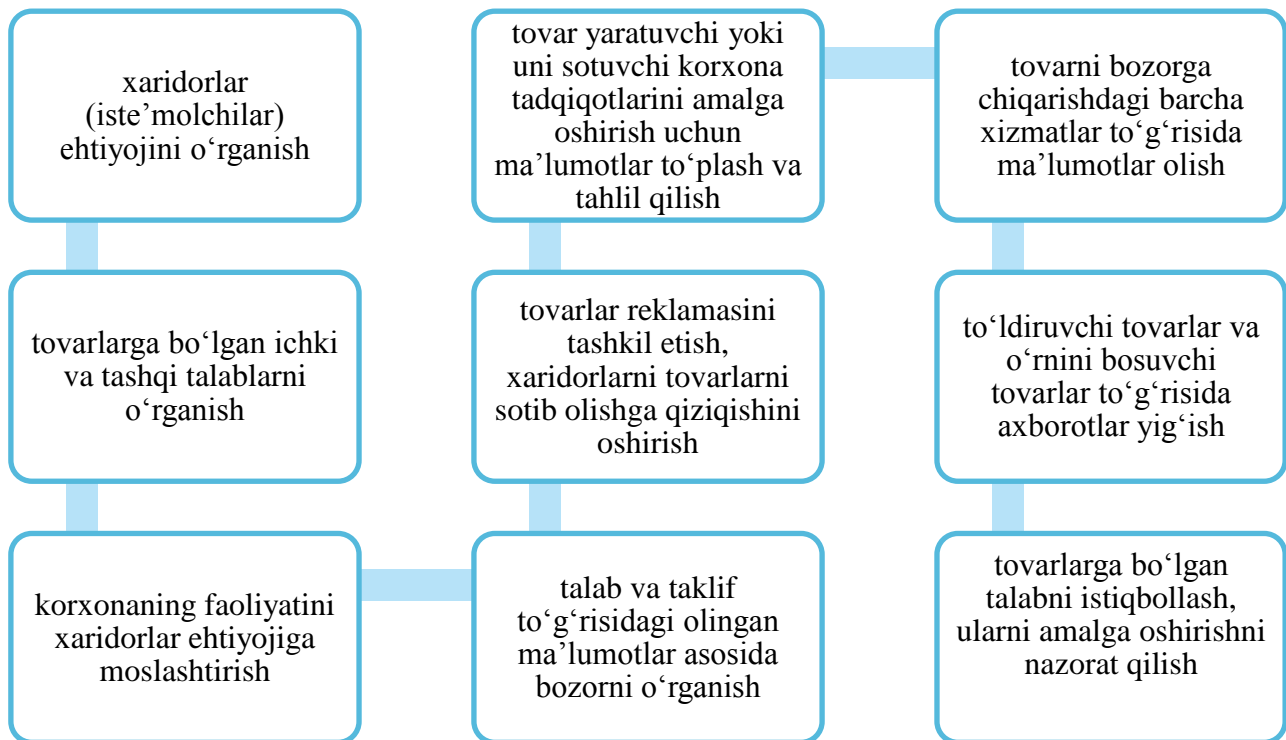 xaridorlar
(iste’molchilar)
ehtiyojini o‘rganish
tovarlarga bo‘lgan ichki
va tashqi talablarni
o‘rganish
korxonaning faoliyatini
xaridorlar ehtiyojiga
moslashtirish
talab va taklif
to‘g‘risidagi olingan
ma’lumotlar asosida
bozorni o‘rganish
tovarlar reklamasini
tashkil etish,
xaridorlarni tovarlarni
sotib olishga qiziqishini
oshirish
tovar yaratuvchi yoki
uni sotuvchi korxona
tadqiqotlarini amalga
oshirish uchun
ma’lumotlar to‘plash va
tahlil qilish
tovarni bozorga
chiqarishdagi barcha
xizmatlar to‘g‘risida
ma’lumotlar olish
to‘ldiruvchi tovarlar va
o‘rnini bosuvchi
tovarlar to‘g‘risida
axborotlar yig‘ish
tovarlarga bo‘lgan
talabni istiqbollash,
ularni amalga oshirishni
nazorat qilish